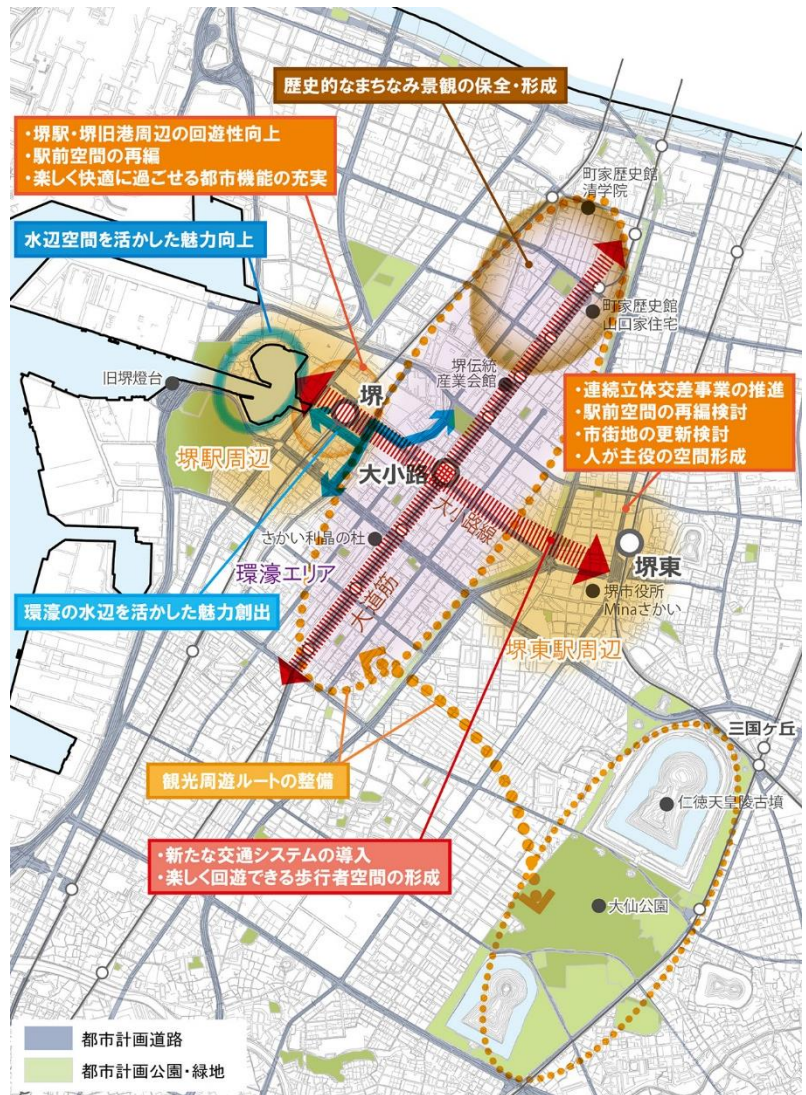 歴史的なまちなみ景観の保全・形成
・堺駅・堺旧港周辺の回遊性向上
・駅前空間の再編
・楽しく快適に過ごせる都市機能の充実
町家歴史館
清学院
水辺空間を活かした魅力向上
町家歴史館
山口家住宅
旧堺燈台
堺伝統
産業会館
堺
・連続立体交差事業の推進
・駅前空間の再編検討
・市街地の更新検討
・人が主役の空間形成
堺駅周辺
大小路
大小路線
さかい利晶の杜
堺東
環濠エリア
堺市役所
Minaさかい
環濠の水辺を活かした魅力創出
大道筋
堺東駅周辺
三国ヶ丘
観光周遊ルートの整備
仁徳天皇陵古墳
・新たな交通システムの導入
・楽しく回遊できる歩行者空間の形成
大仙公園
都市計画道路
都市計画公園・緑地